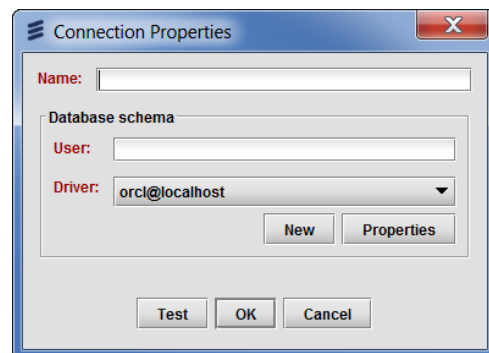 Connection Properties
Name:
Database schema
User:
Driver: orcl@localhost
New Properties
Test OK Cancel